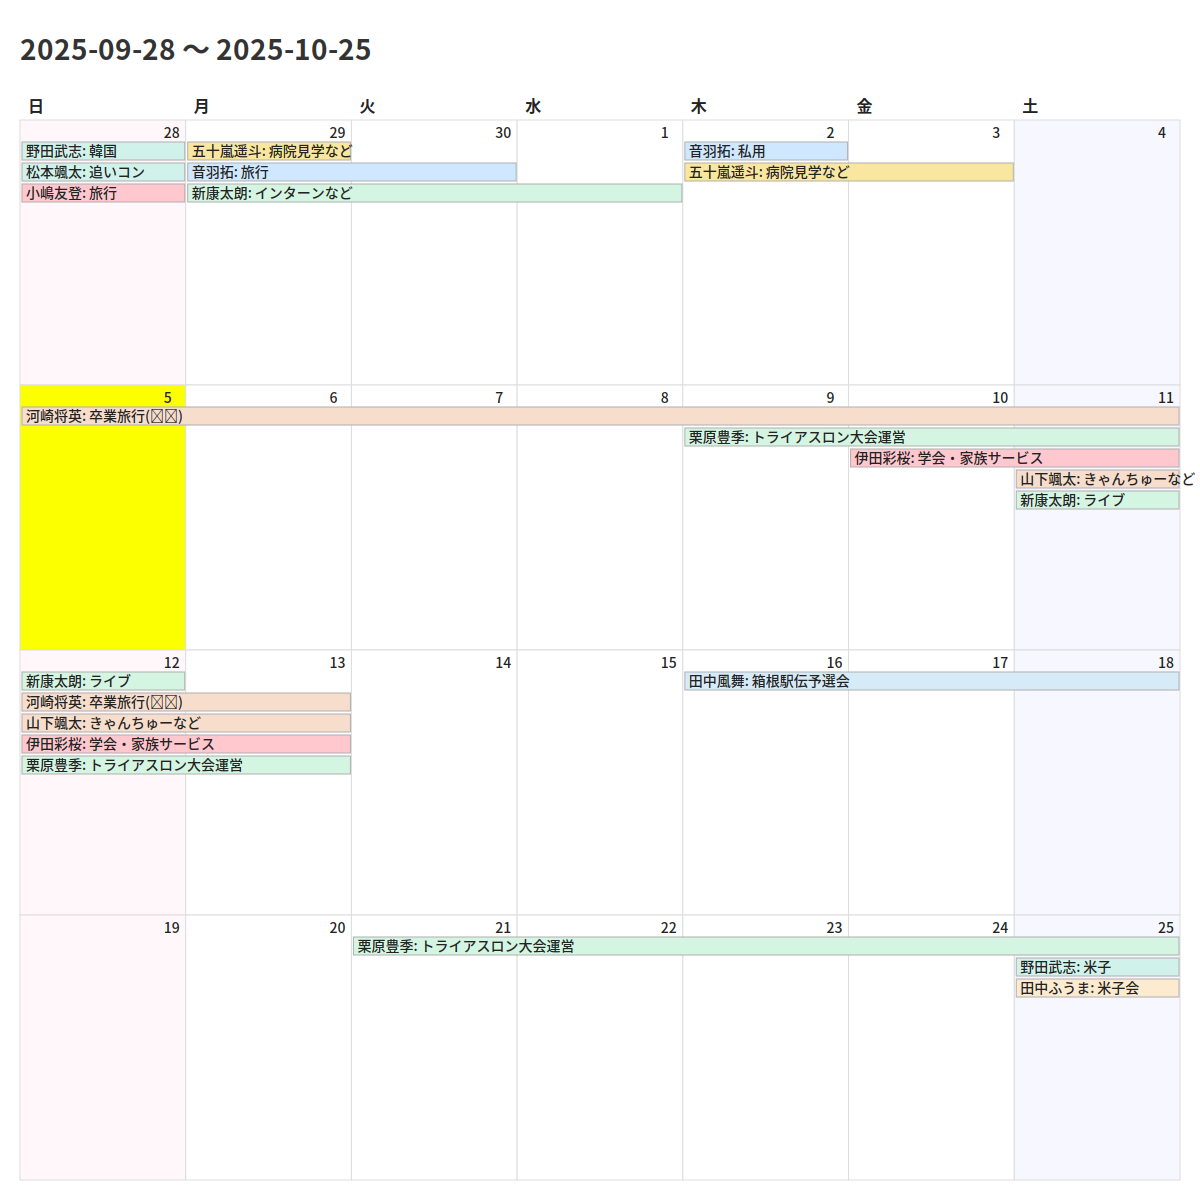 2025-09-28 〜 2025-10-25
日 月 火 水 木 金 土
28 29 30 1 2 3 4
野田武志: 韓国 五十嵐遥斗: 病院見学など 音羽拓: 私用
松本颯太: 追いコン 音羽拓: 旅行 五十嵐遥斗: 病院見学など
小嶋友登: 旅行 新康太朗: インターンなど
5 6 7 8 9 10 11
河崎将英: 卒業旅行(☒☒)
栗原豊季: トライアスロン大会運営
伊田彩桜: 学会・家族サービス
山下颯太: きゃんちゅーなど
新康太朗: ライブ
12 13 14 15 16 17 18
新康太朗: ライブ 田中風舞: 箱根駅伝予選会
河崎将英: 卒業旅行(☒☒)
山下颯太: きゃんちゅーなど
伊田彩桜: 学会・家族サービス
栗原豊季: トライアスロン大会運営
19 20 21 22 23 24 25
栗原豊季: トライアスロン大会運営
野田武志: 米子
田中ふうま: 米子会